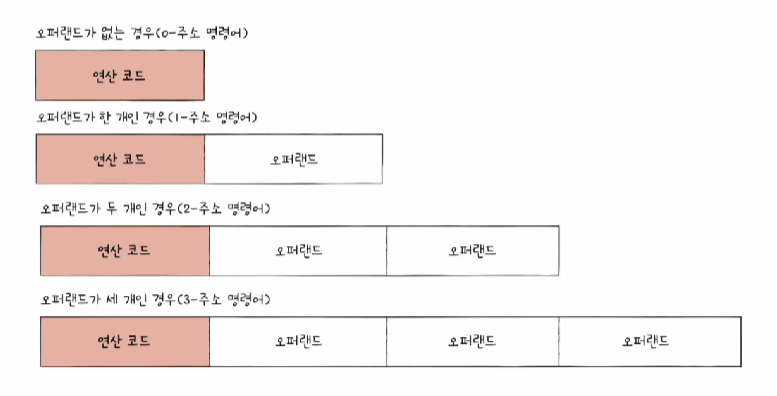 오퍼랜드가 없는 경우(0-주소 명령어)
연산 코드
오퍼랜드가 한 개인 경우(1-주소 명령어)
연산 코드 오퍼랜드
오퍼랜드가 두 개인 경우(2-주소 명령어)
연산 코드 오퍼랜드 오퍼랜드
오퍼랜드가 세 개인 경우(3-주소 명령어)
연산 코드 오퍼랜드 오퍼랜드 오퍼랜드